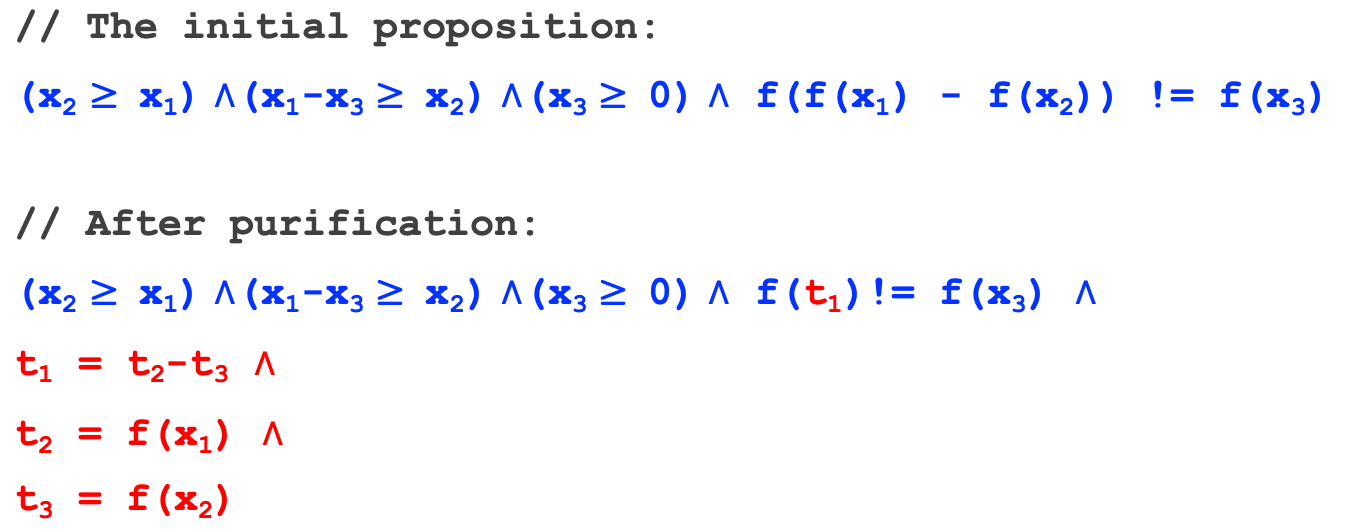 // The initial proposition:
(x₂ ≥ x₁) ∧(x₁-x₃ ≥ x₂) ∧(x₃ ≥ 0) ∧ f(f(x₁) - f(x₂)) != f(x₃)
// After purification:
(x₂ ≥ x₁) ∧(x₁-x₃ ≥ x₂) ∧(x₃ ≥ 0) ∧ f(t₁)!= f(x₃) ∧
t₁ = t₂-t₃ ∧
t₂ = f(x₁) ∧
t₃ = f(x₂)